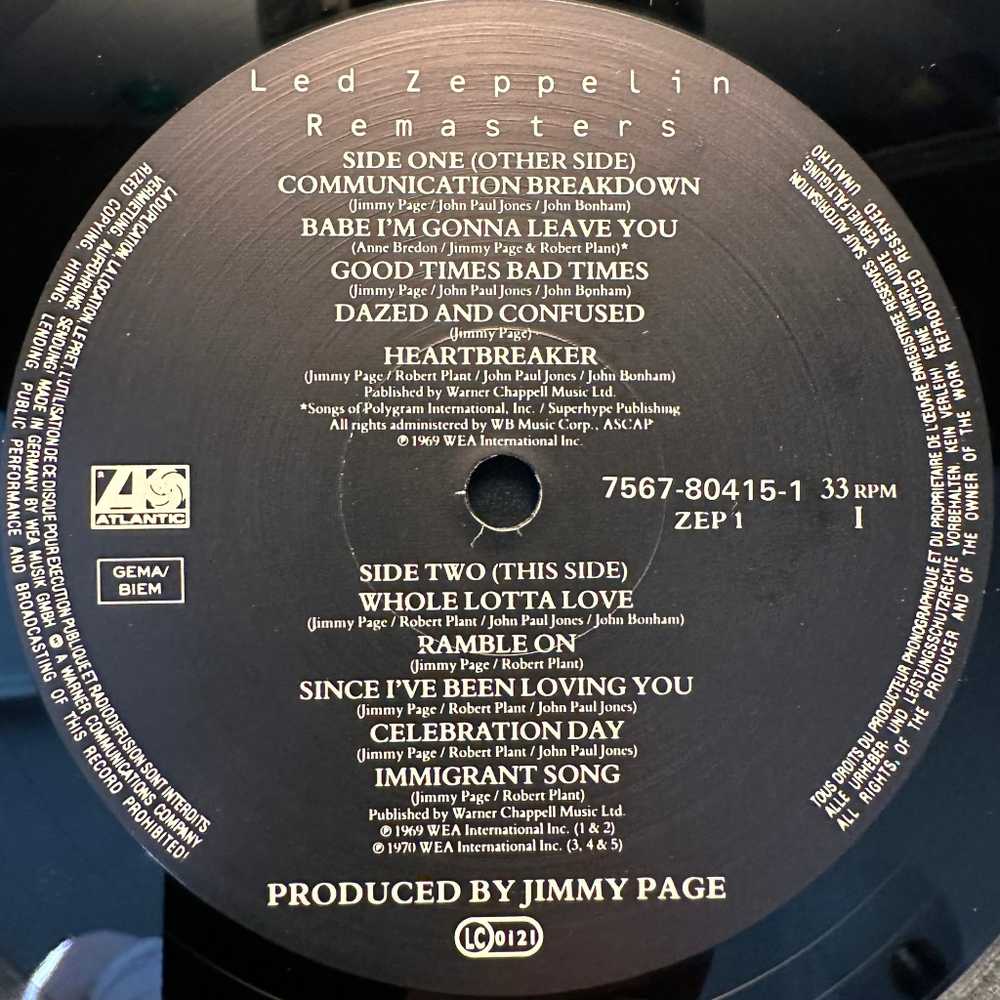 Led Zeppelin
Remasters
SIDE ONE (OTHER SIDE)
COMMUNICATION BREAKDOWN
(Jimmy Page / John Paul Jones / John Bonham)
BABE I'M GONNA LEAVE YOU
(Anne Bredon / Jimmy Page & Robert Plant)*
GOOD TIMES BAD TIMES
(Jimmy Page / John Paul Jones / John Bonham)
DAZED AND CONFUSED
(Jimmy Page)
HEARTBREAKER
(Jimmy Page / Robert Plant / John Paul Jones / John Bonham)
Published by Warner Chappell Music Ltd.
*Songs of Polygram International, Inc. / Superhype Publishing
All rights administered by WB Music Corp., ASCAP
℗ 1969 WEA International Inc.
ATLANTIC
GEMA/
BIEM
7567-80415-1 33 RPM
ZEP 1 I
SIDE TWO (THIS SIDE)
WHOLE LOTTA LOVE
(Jimmy Page / Robert Plant / John Paul Jones / John Bonham)
RAMBLE ON
(Jimmy Page / Robert Plant)
SINCE I'VE BEEN LOVING YOU
(Jimmy Page / Robert Plant / John Paul Jones)
CELEBRATION DAY
(Jimmy Page / Robert Plant / John Paul Jones)
IMMIGRANT SONG
(Jimmy Page / Robert Plant)
Published by Warner Chappell Music Ltd.
℗ 1969 WEA International Inc. (1 & 2)
℗ 1970 WEA International Inc. (3, 4 & 5)
PRODUCED BY JIMMY PAGE
LC 0121
TOUS DROITS DU PRODUCTEUR PHONOGRAPHIQUE ET DU PROPRIETAIRE DE L'ŒUVRE ENREGISTREE RESERVES SAUF AUTORISATION,
ALLE URHEBER- UND LEISTUNGSSCHUTZRECHTE VORBEHALTEN. KEIN VERLEIH! KEINE UNERLAUBTE VERVIELFALTIGUNG,
ALL RIGHTS. OF THE PRODUCER AND OF THE OWNER OF THE WORK REPRODUCED RESERVED. UNAUTHO
LA DUPLICATION, LA LOCATION, LE PRET, L'UTILISATION DE CE DISQUE POUR EXECUTION PUBLIQUE ET RADIODIFFUSION SONT INTERDITS
VERMIETUNG, AUFFÜHRUNG, SENDUNG! MADE IN GERMANY BY WEA MUSIK GMBH A WARNER COMMUNICATIONS COMPANY
RIZED COPYING, HIRING, LENDING, PUBLIC PERFORMANCE AND BROADCASTING OF THIS RECORD PROHIBITED!